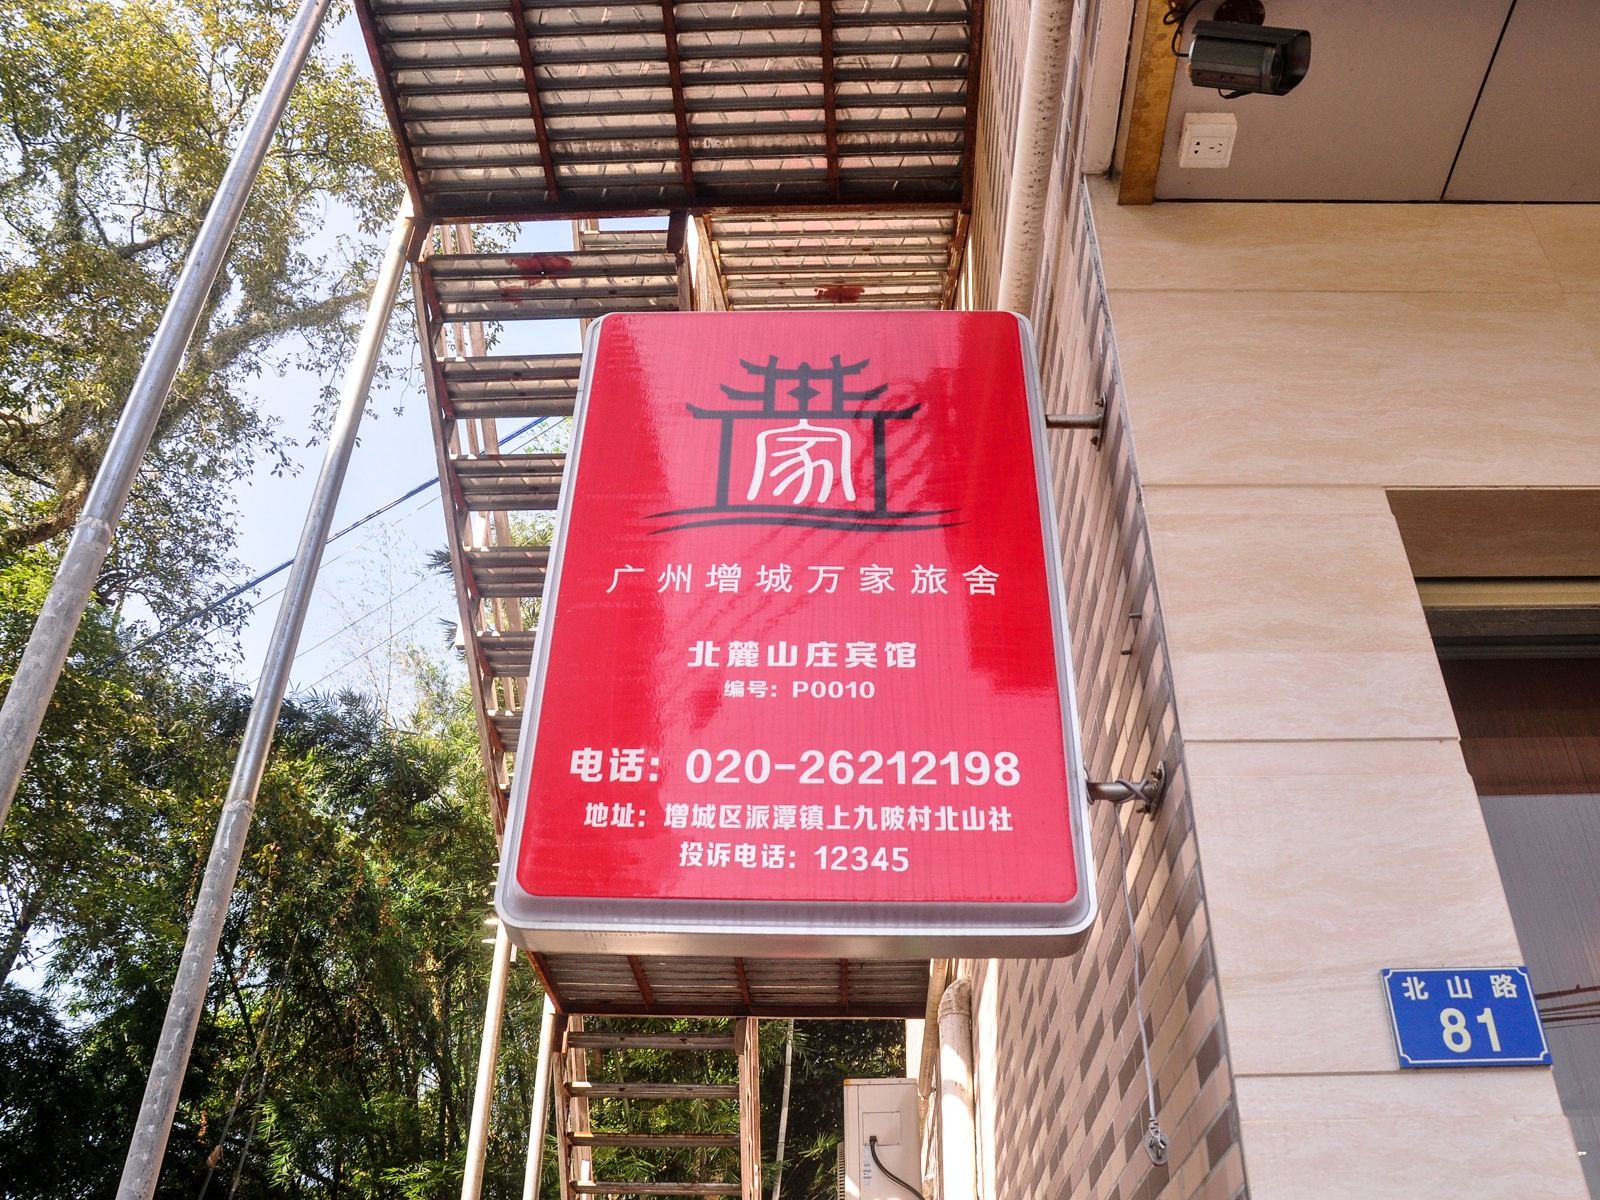 家
广州增城万家旅舍
北麓山庄宾馆
编号：P0010
电话：020-26212198
地址：增城区派潭镇上九陂村北山社
投诉电话：12345
北山路
81